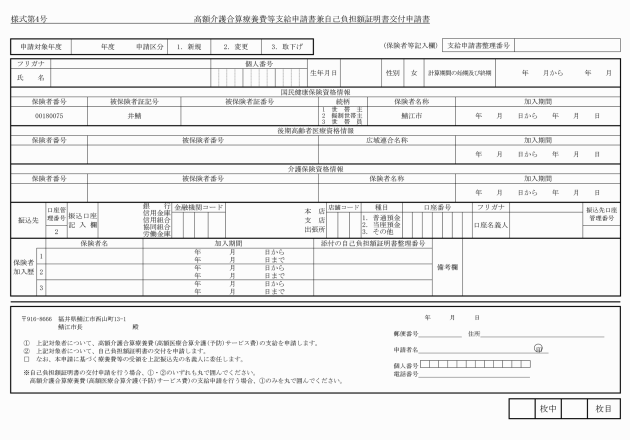 様式第4号
高額介護合算療養費等支給申請書兼自己負担額証明書交付申請書
申請対象年度 年度 申請区分 1. 新規 2. 変更 3. 取下げ
(保険者等記入欄) 支給申請書整理番号
フリガナ
氏 名
個人番号
生年月日
性別 女
計算期間の始期及び終期 年 月から 年 月
国民健康保険資格情報
保険者番号 被保険者証記号 被保険者証番号 続柄 保険者名称 加入期間
00180075 井鯖
1 世 帯 主
2 擬制世帯主
3 世 帯 員
鯖江市
年 月 日から 年 月
後期高齢者医療資格情報
保険者番号 被保険者番号 広域連合名称 加入期間
年 月 日から 年 月
介護保険資格情報
保険者番号 被保険者番号 保険者名称 加入期間
年 月 日から 年 月
振込先
口座管理番号
2
振込口座
記 入 欄
銀 行
信用金庫
信用組合
協同組合
労働金庫
金融機関コード
本 店
支 店
出張所
店舗コード 種目
1. 普通預金
2. 当座預金
3. その他
口座番号
フリガナ
口座名義人
振込先口座
管理番号
保険者
加入歴
保険者名 加入期間 添付の自己負担額証明書整理番号
1 年 月 日から
年 月 日まで
2 年 月 日から
年 月 日まで
3 年 月 日から
年 月 日まで
備考欄
〒916-8666 福井県鯖江市西山町13-1
鯖江市長 殿
① 上記対象者について、高額介護合算療養費(高額医療合算介護(予防)サービス費)の支給を申請します。
② 上記対象者について、自己負担額証明書の交付を申請します。
□ なお、本申請に基づく療養費等の受領を上記振込先の名義人に委任します。
※自己負担額証明書の交付申請を行う場合、①・②のいずれも丸で囲んでください。
高額介護合算療養費(高額医療合算介護(予防)サービス費)の支給申請を行う場合、①のみを丸で囲んでください。
年 月 日
郵便番号 住所
申請者名 ㊞
個人番号
電話番号
枚中 枚目